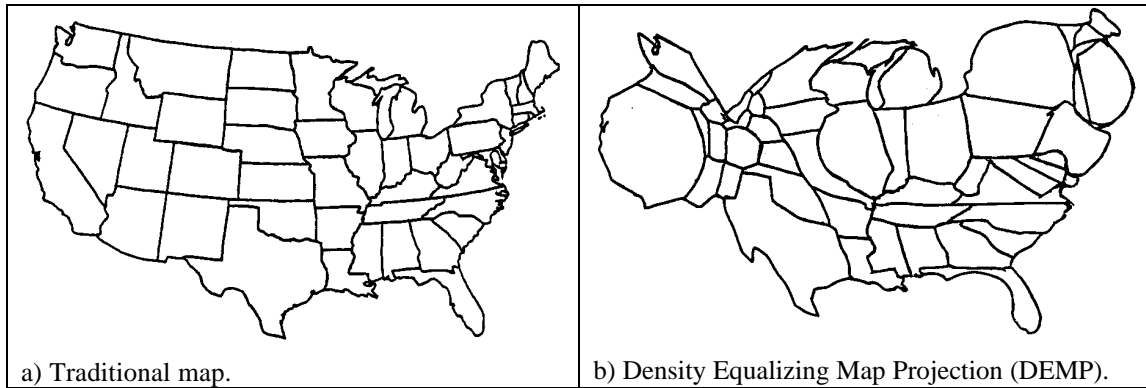 a) Traditional map.
b) Density Equalizing Map Projection (DEMP).